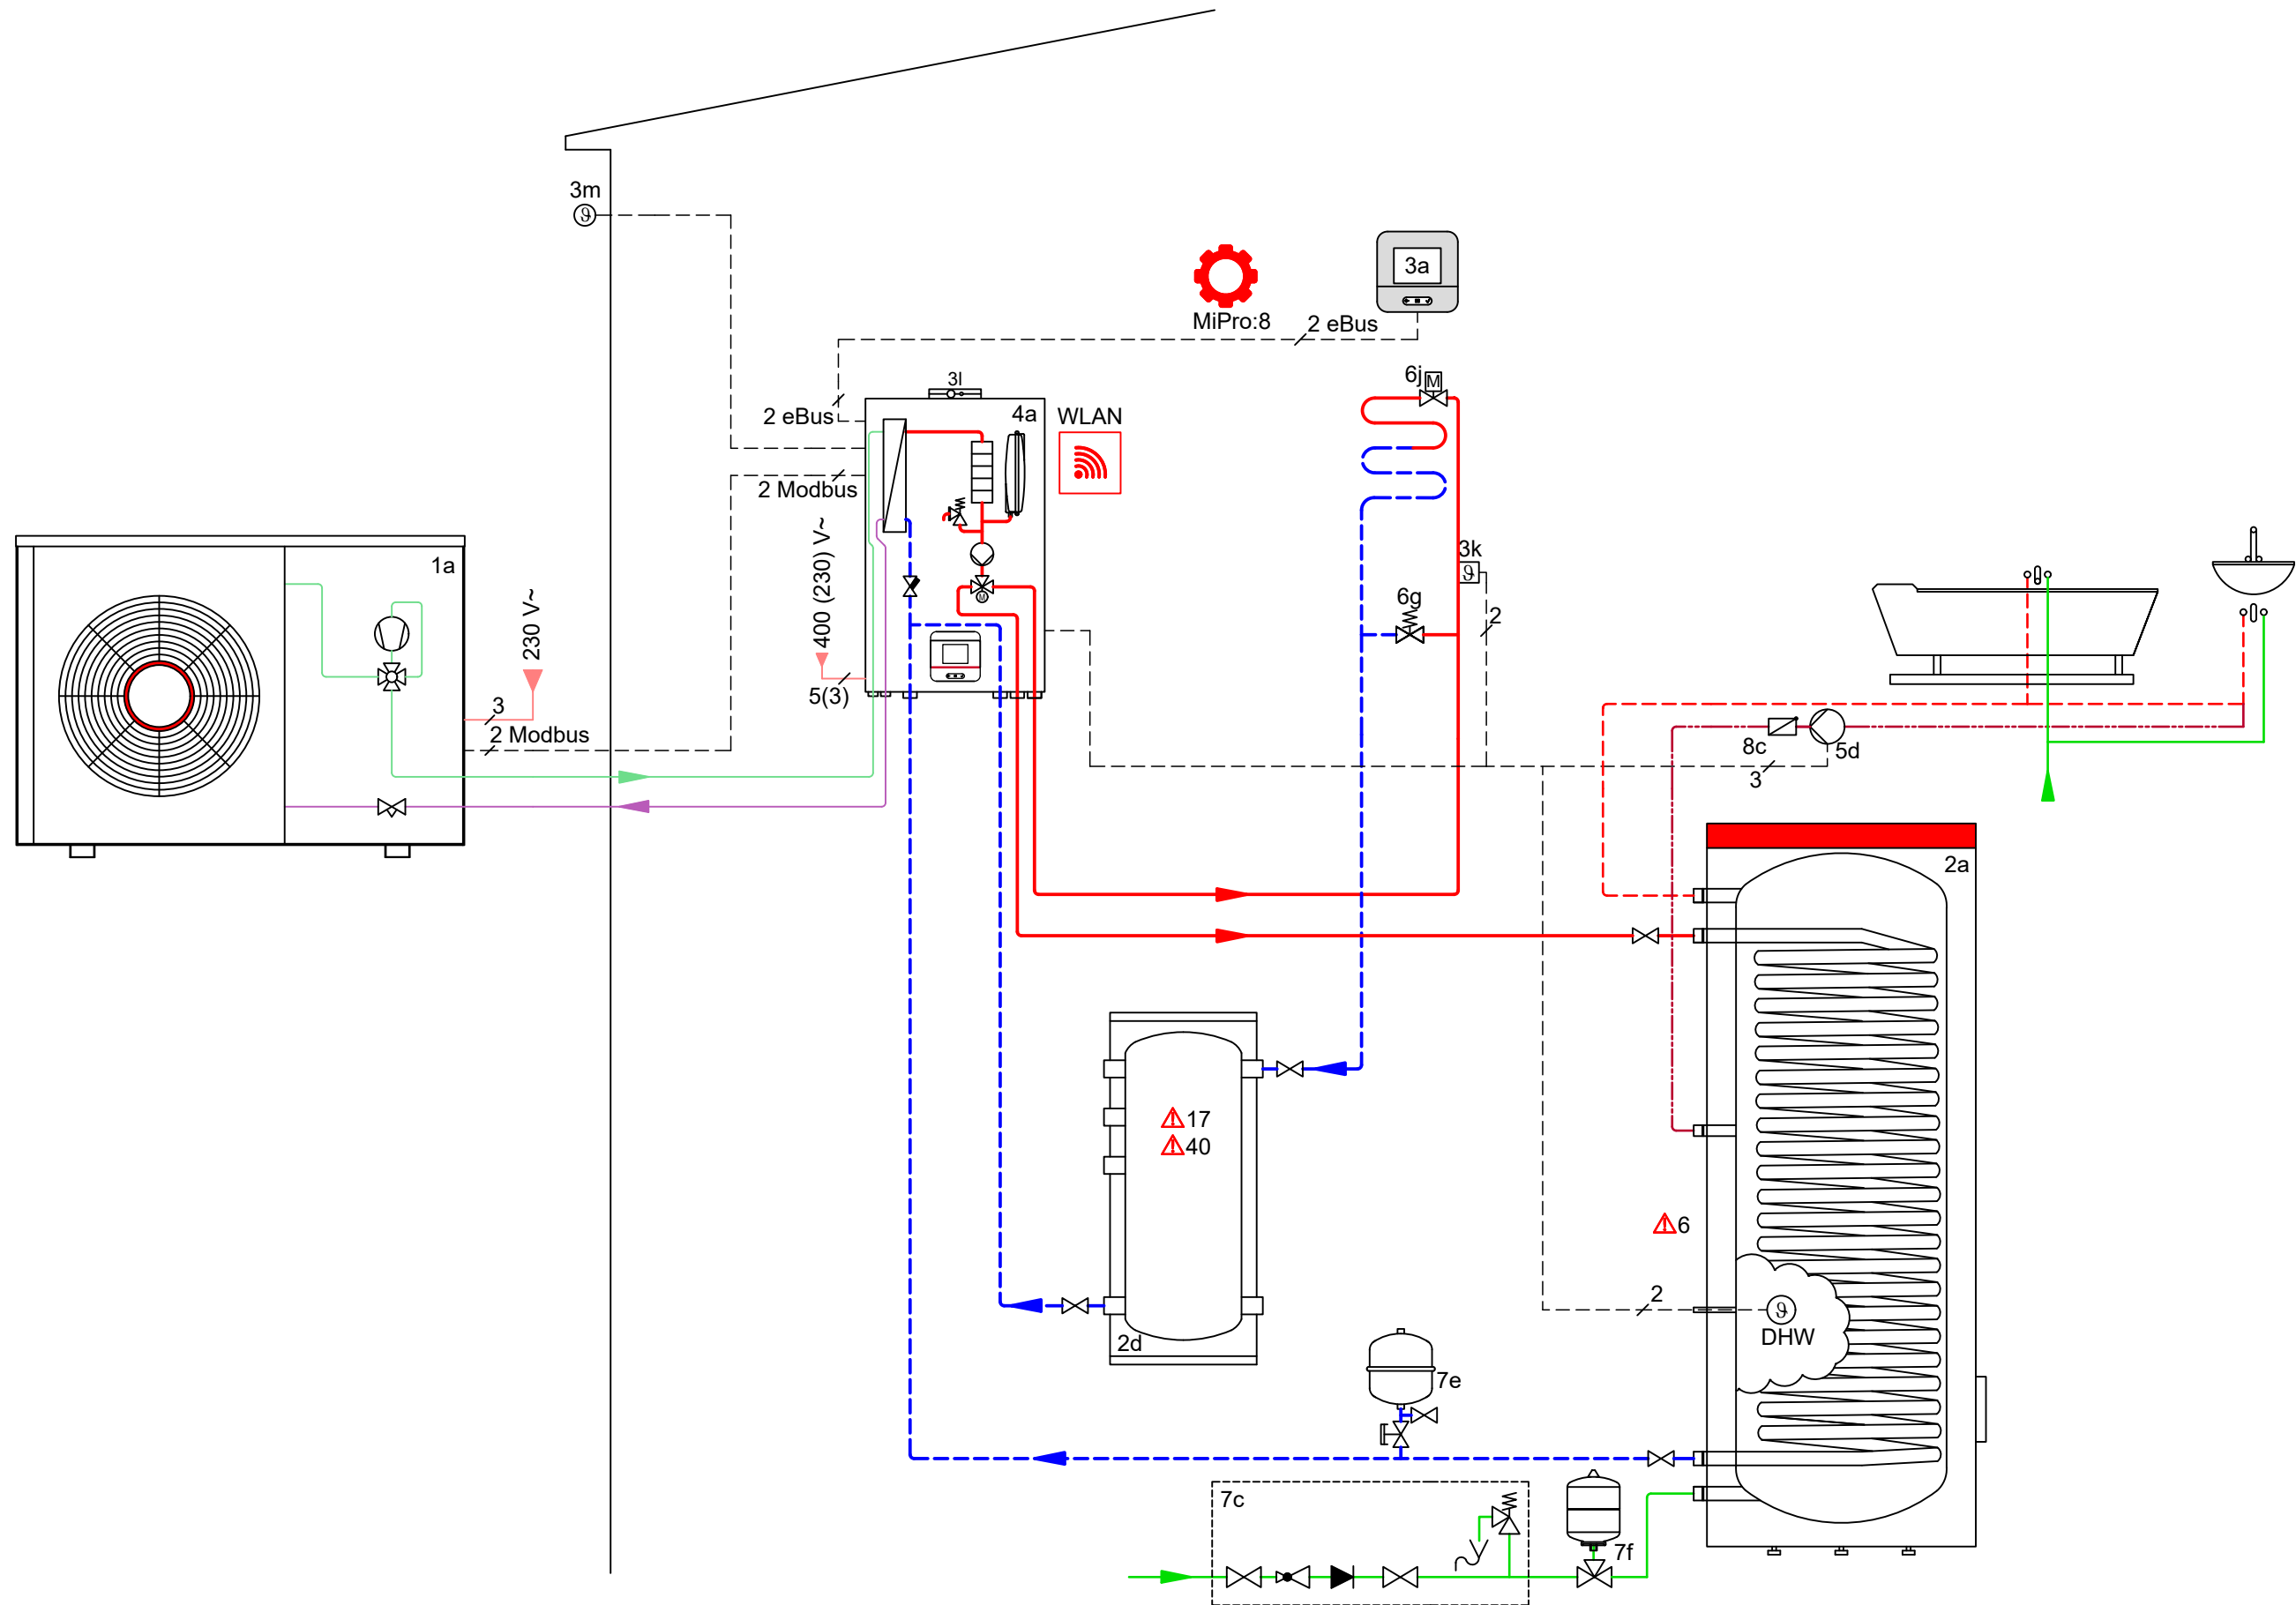 3m
3a
MiPro:8
2 eBus
3l
6j
M
2 eBus
4a
WLAN
2 Modbus
400 (230) V~
5(3)
M
3k
ϑ
2
6g
1a
230 V~
3
2 Modbus
8c
5d
3
2a
17
40
6
2
ϑ
DHW
2d
7e
7c
7f
ϑ